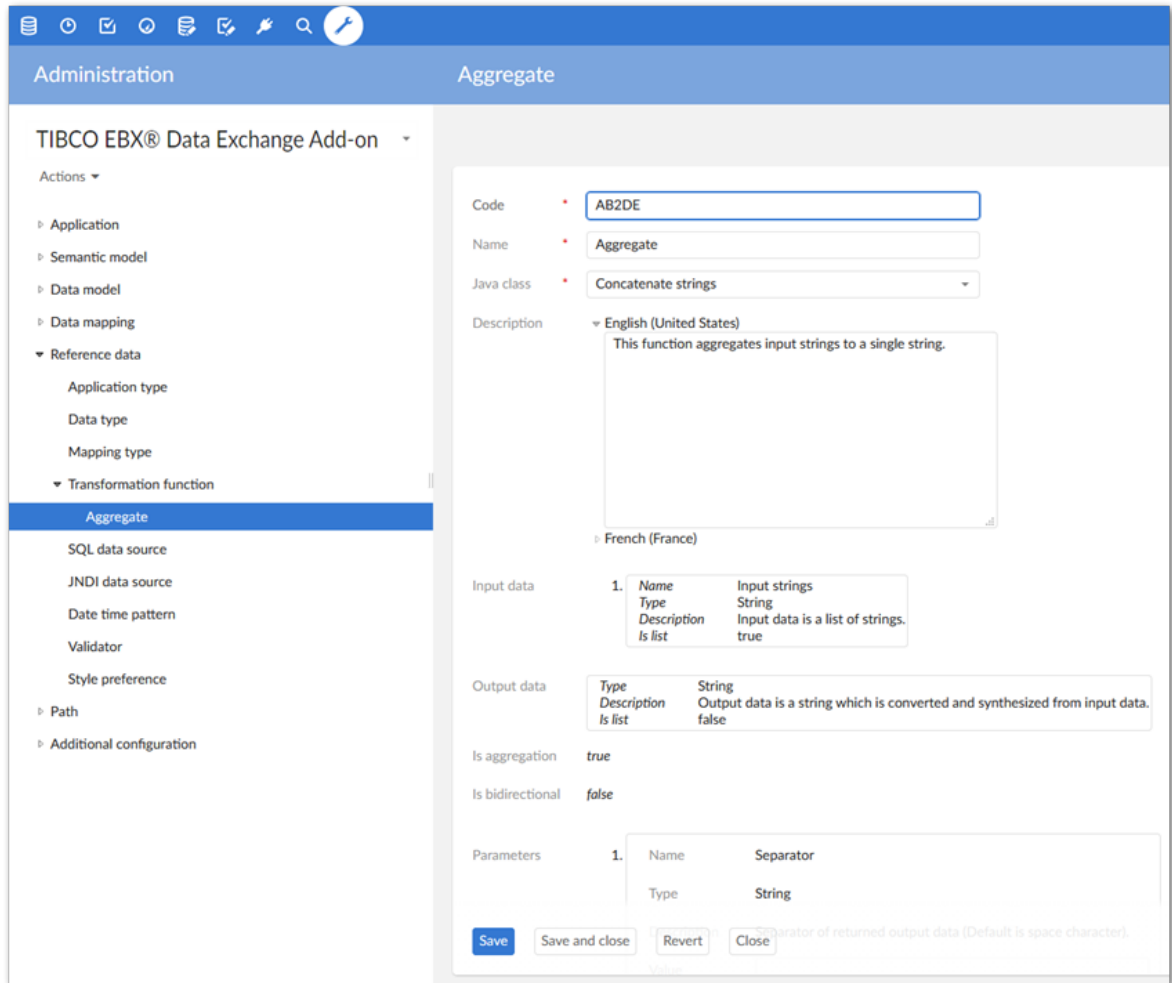 Administration
Aggregate
TIBCO EBX® Data Exchange Add-on
Actions
Application
Semantic model
Data model
Data mapping
Reference data
Application type
Data type
Mapping type
Transformation function
Aggregate
SQL data source
JNDI data source
Date time pattern
Validator
Style preference
Path
Additional configuration
Code * AB2DE
Name * Aggregate
Java class * Concatenate strings
Description English (United States)
This function aggregates input strings to a single string.
French (France)
Input data 1. Name Input strings
Type String
Description Input data is a list of strings.
Is list true
Output data Type String
Description Output data is a string which is converted and synthesized from input data.
Is list false
Is aggregation true
Is bidirectional false
Parameters 1. Name Separator
Type String
Separator of returned output data (Default is space character).
Save Save and close Revert Close
Value